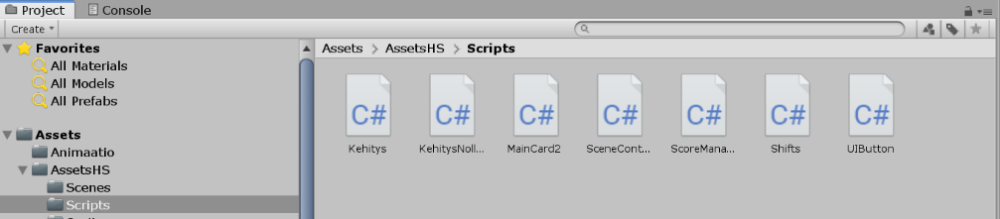 Project Console
Create
Favorites
All Materials
All Models
All Prefabs
Assets
Animaatio
AssetsHS
Scenes
Scripts
Assets > AssetsHS > Scripts
C# C# C# C# C# C# C#
Kehitys KehitysNoll... MainCard2 SceneCont... ScoreMana... Shifts UIButton